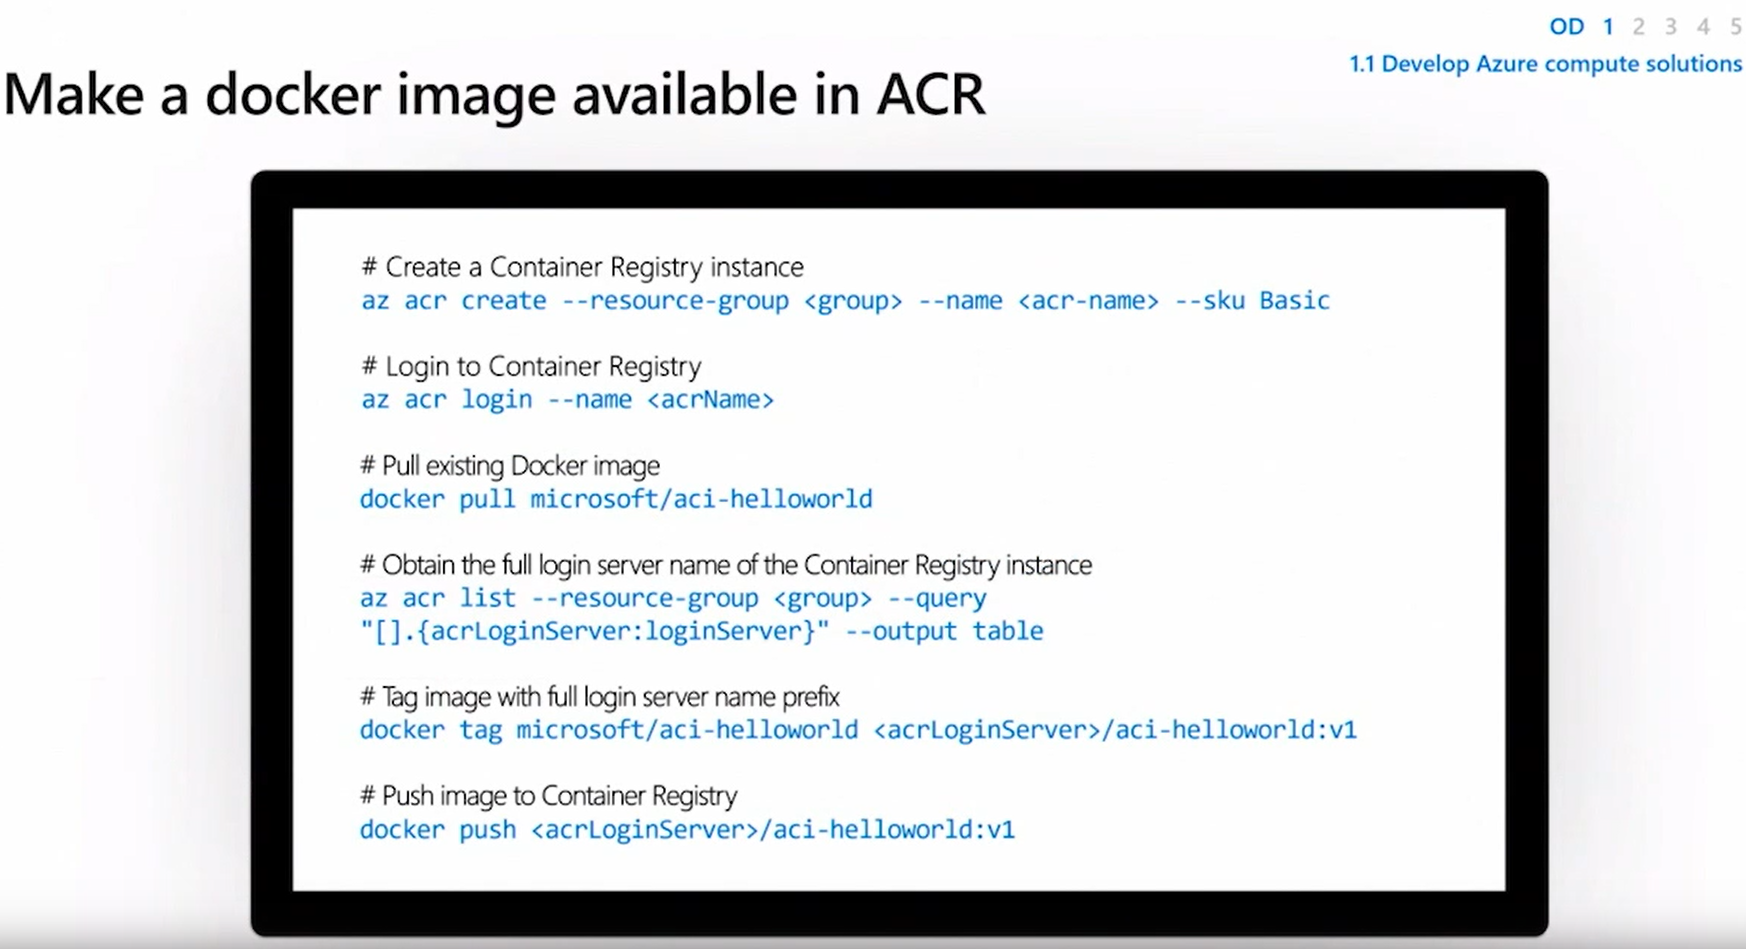 OD 1 2 3 4 5
1.1 Develop Azure compute solutions
Make a docker image available in ACR
# Create a Container Registry instance
az acr create --resource-group <group> --name <acr-name> --sku Basic
# Login to Container Registry
az acr login --name <acrName>
# Pull existing Docker image
docker pull microsoft/aci-helloworld
# Obtain the full login server name of the Container Registry instance
az acr list --resource-group <group> --query
"[].{acrLoginServer:loginServer}" --output table
# Tag image with full login server name prefix
docker tag microsoft/aci-helloworld <acrLoginServer>/aci-helloworld:v1
# Push image to Container Registry
docker push <acrLoginServer>/aci-helloworld:v1